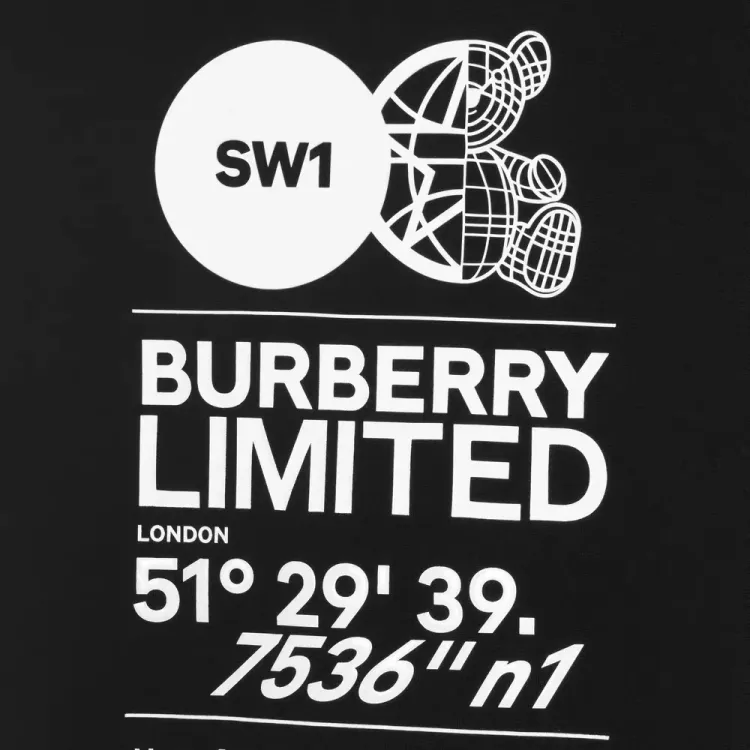 SW1
BURBERRY
LIMITED
LONDON
51° 29' 39.
7536" n1